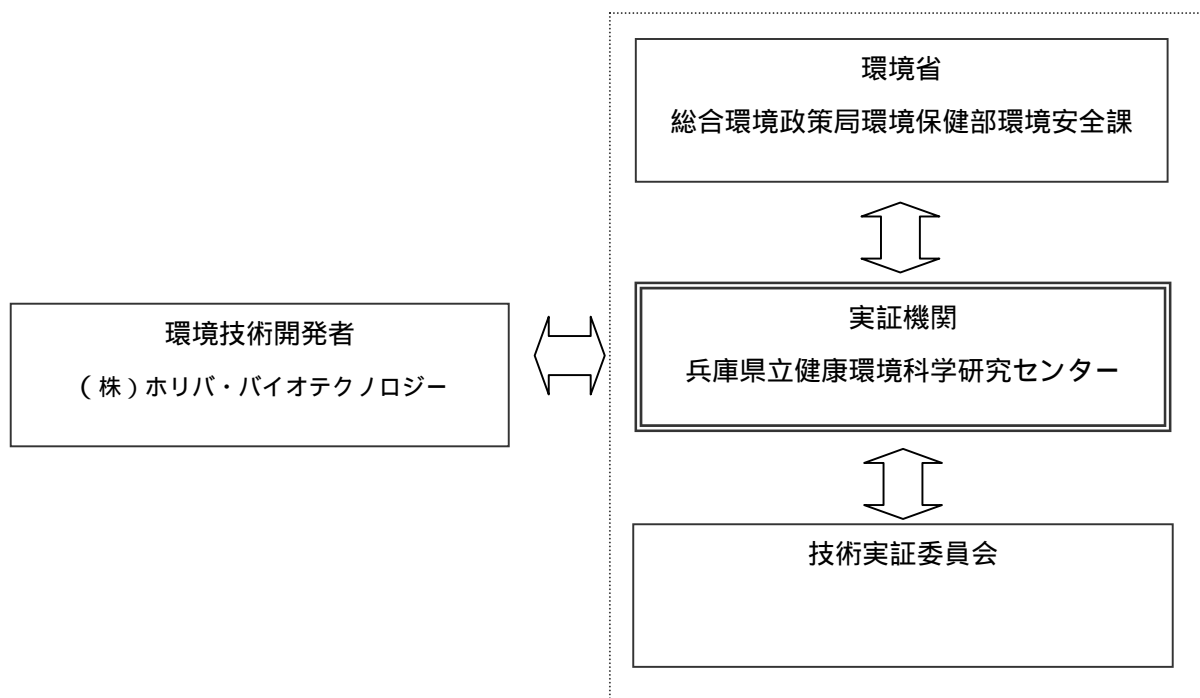 環境省
総合環境政策局環境保健部環境安全課
環境技術開発者
（株）ホリバ・バイオテクノロジー
実証機関
兵庫県立健康環境科学研究センター
技術実証委員会